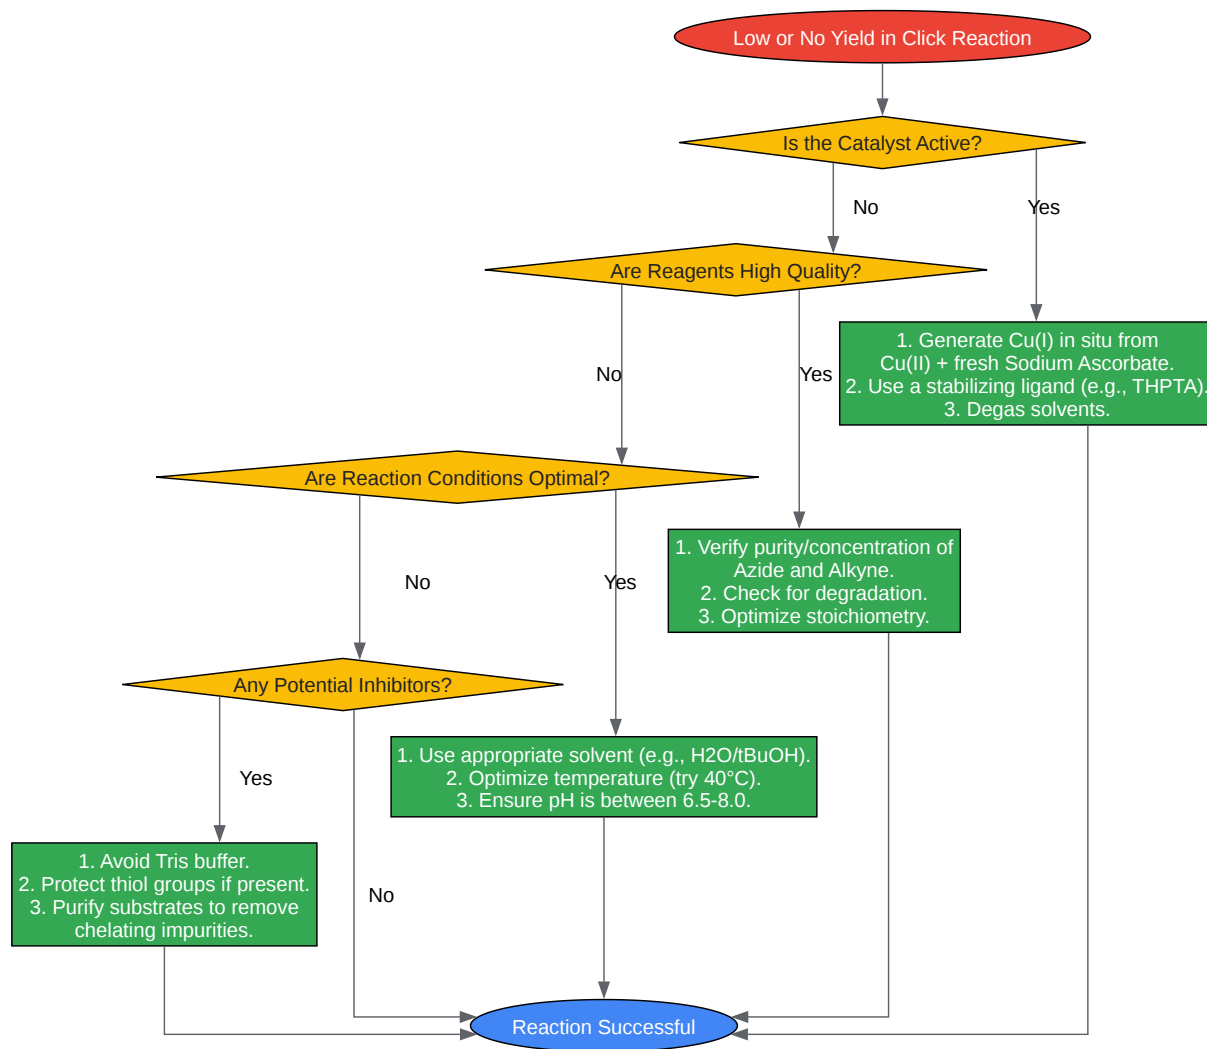 Low or No Yield in Click Reaction
Is the Catalyst Active?
No
Yes
Are Reagents High Quality?
1. Generate Cu(I) in situ from
Cu(II) + fresh Sodium Ascorbate.
2. Use a stabilizing ligand (e.g., THPTA).
3. Degas solvents.
No
Yes
Are Reaction Conditions Optimal?
1. Verify purity/concentration of
Azide and Alkyne.
2. Check for degradation.
3. Optimize stoichiometry.
No
Yes
Any Potential Inhibitors?
1. Use appropriate solvent (e.g., H2O/tBuOH).
2. Optimize temperature (try 40°C).
3. Ensure pH is between 6.5-8.0.
Yes
1. Avoid Tris buffer.
2. Protect thiol groups if present.
3. Purify substrates to remove
chelating impurities.
No
Reaction Successful